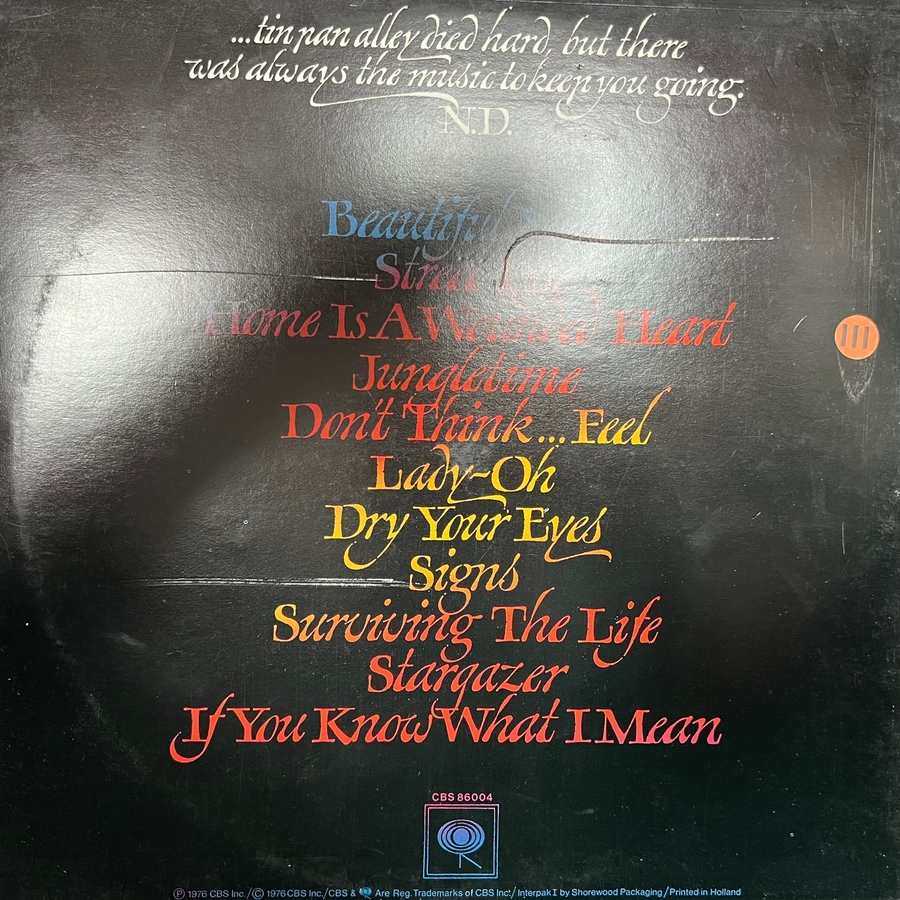 ...tin pan alley died hard, but there
was always the music to keep you going.
N.D.
Beautiful
Home Is A Heart
Jungletime
Don't Think...Feel
Lady-Oh
Dry Your Eyes
Signs
Surviving The Life
Stargazer
If You Know What I Mean
III
CBS 86004
Ⓟ 1976 CBS Inc./Ⓒ 1976 CBS Inc./CBS & Are Reg. Trademarks of CBS Inc./Interpak I by Shorewood Packaging/Printed in Holland